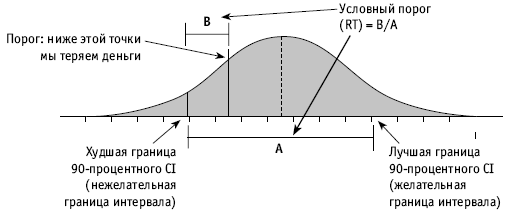 B
Условный порог
(RT) = B/A
Порог: ниже этой точки
мы теряем деньги
A
Худшая граница
90-процентного CI
(нежелательная
граница интервала)
Лучшая граница
90-процентного CI
(желательная
граница интервала)